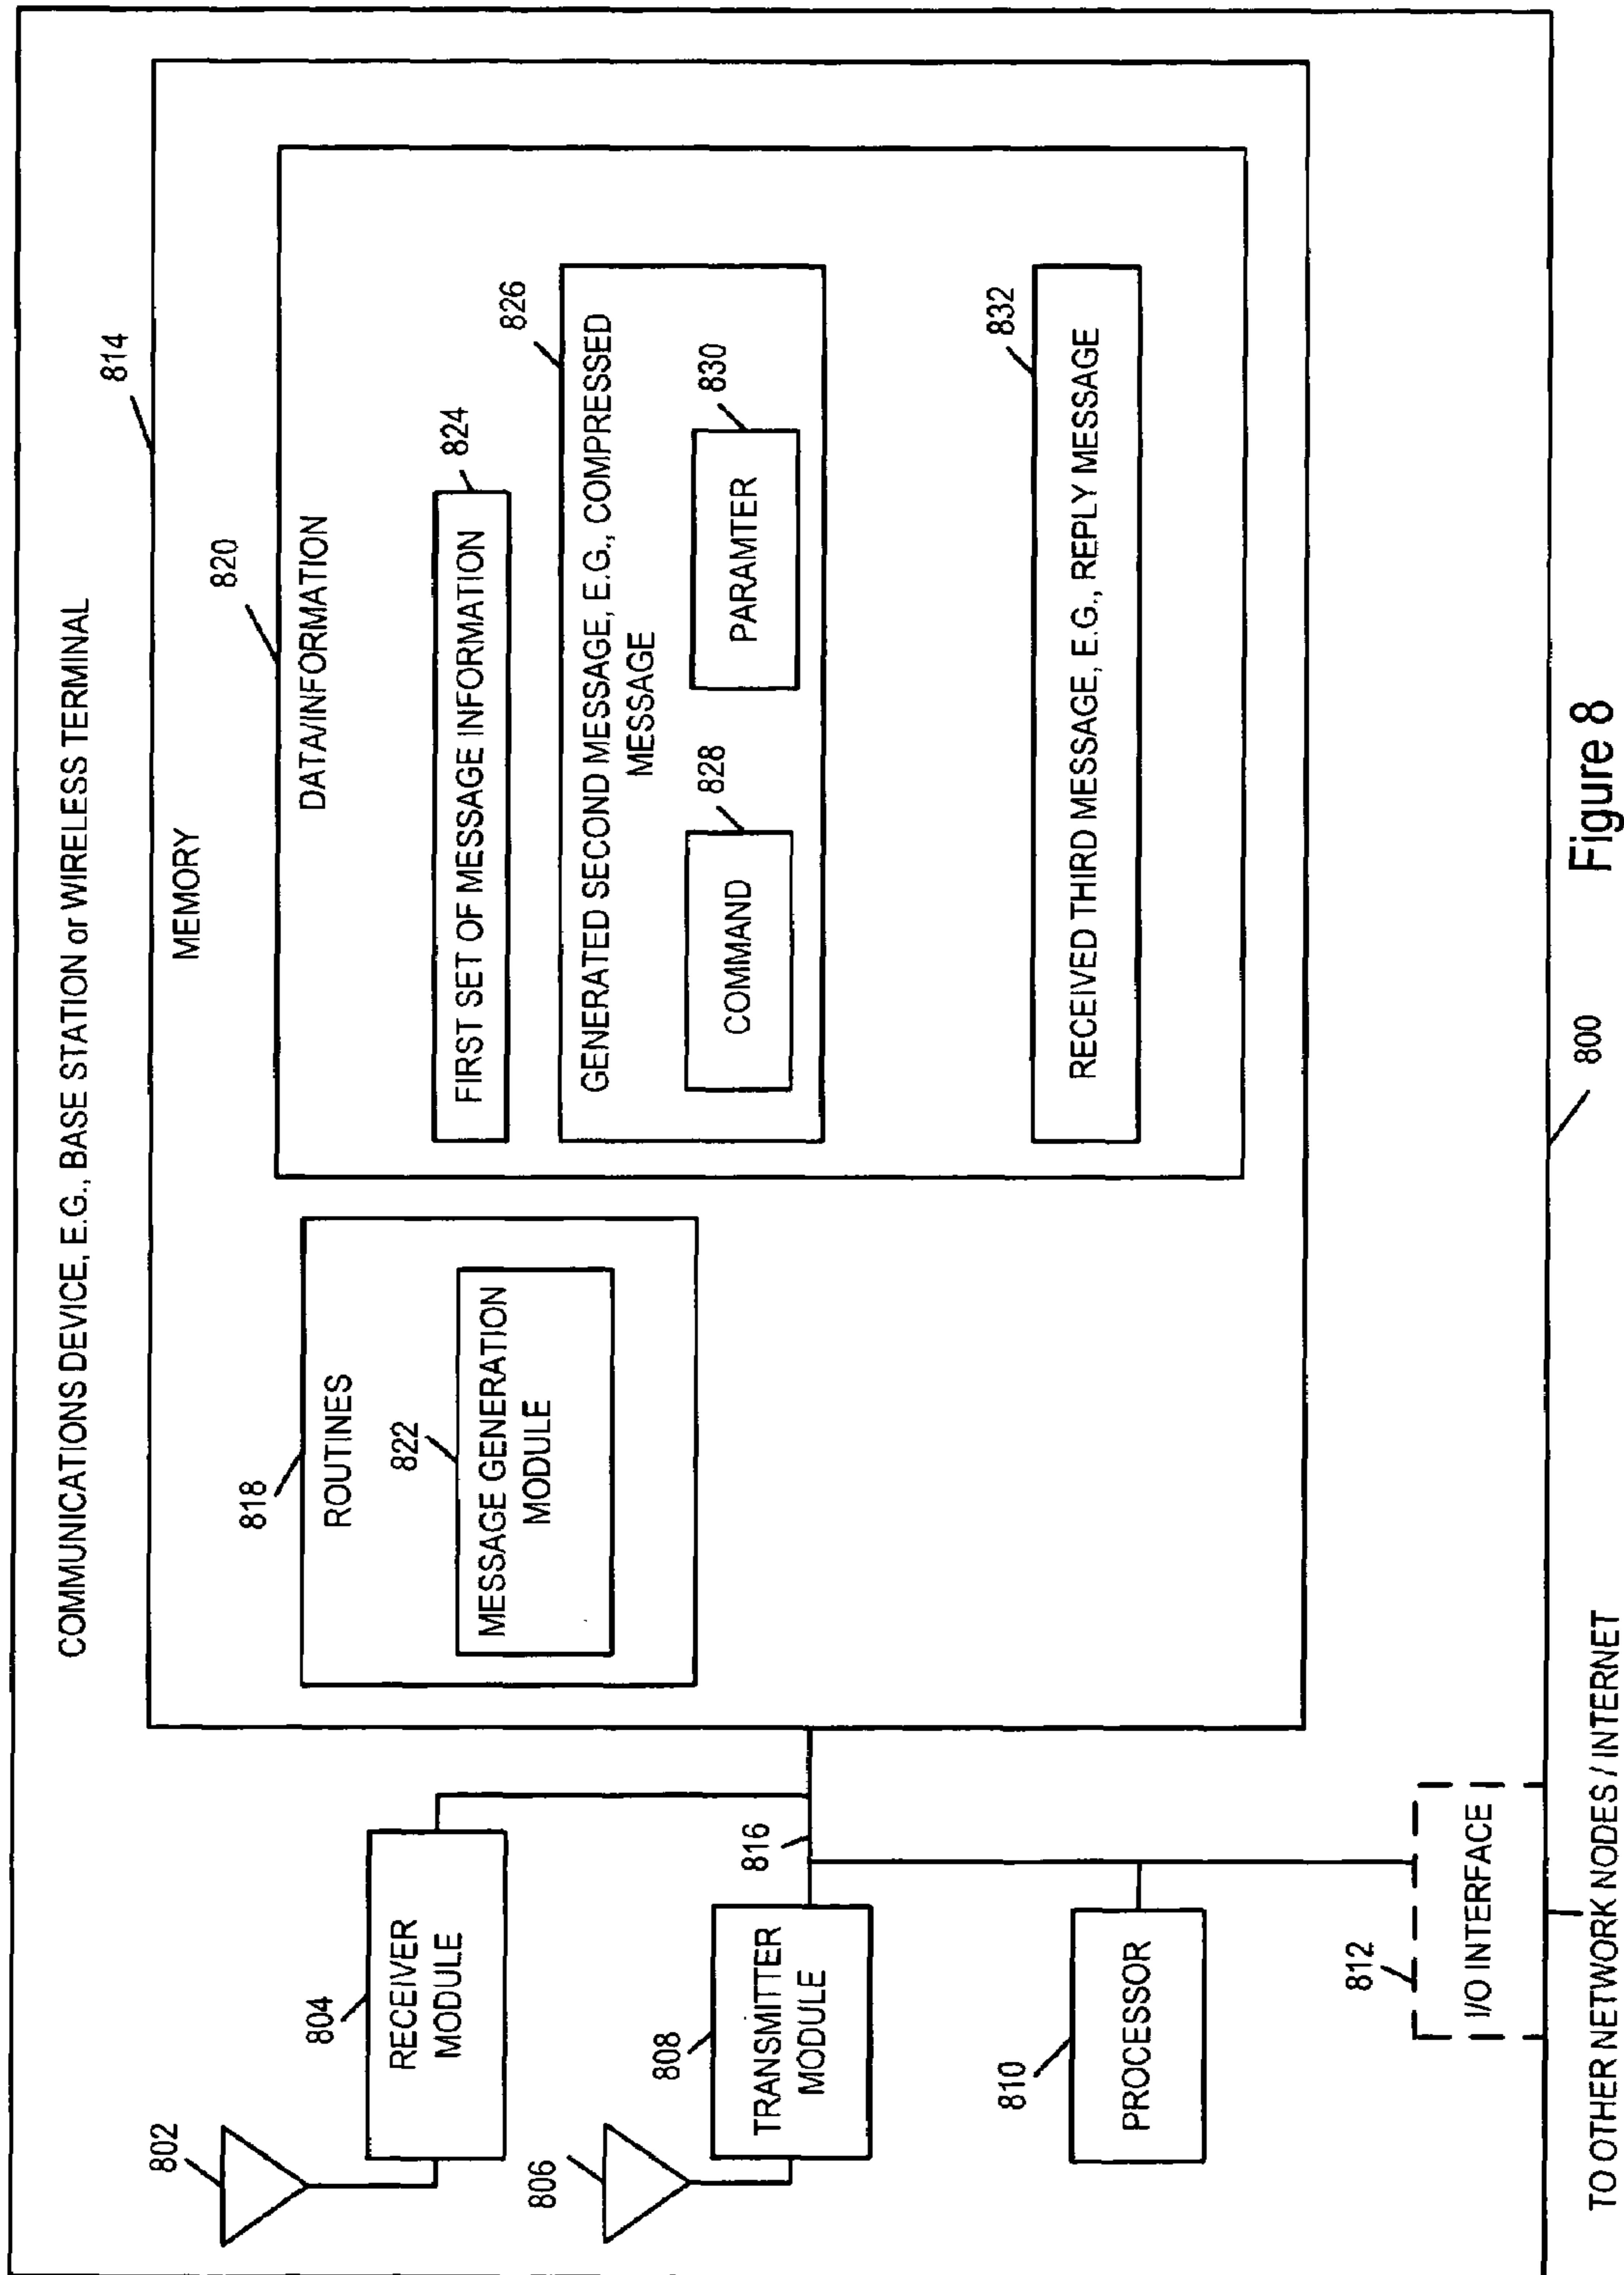 COMMUNICATIONS DEVICE, E.G., BASE STATION or WIRELESS TERMINAL
814
MEMORY
820
DATA/INFORMATION
824
FIRST SET OF MESSAGE INFORMATION
826
GENERATED SECOND MESSAGE, E.G., COMPRESSED
MESSAGE
828
COMMAND
830
PARAMTER
832
RECEIVED THIRD MESSAGE, E.G., REPLY MESSAGE
818
ROUTINES
822
MESSAGE GENERATION
MODULE
802
804
RECEIVER
MODULE
806
808
TRANSMITTER
MODULE
816
810
PROCESSOR
812
I/O INTERFACE
TO OTHER NETWORK NODES / INTERNET
800
Figure 8